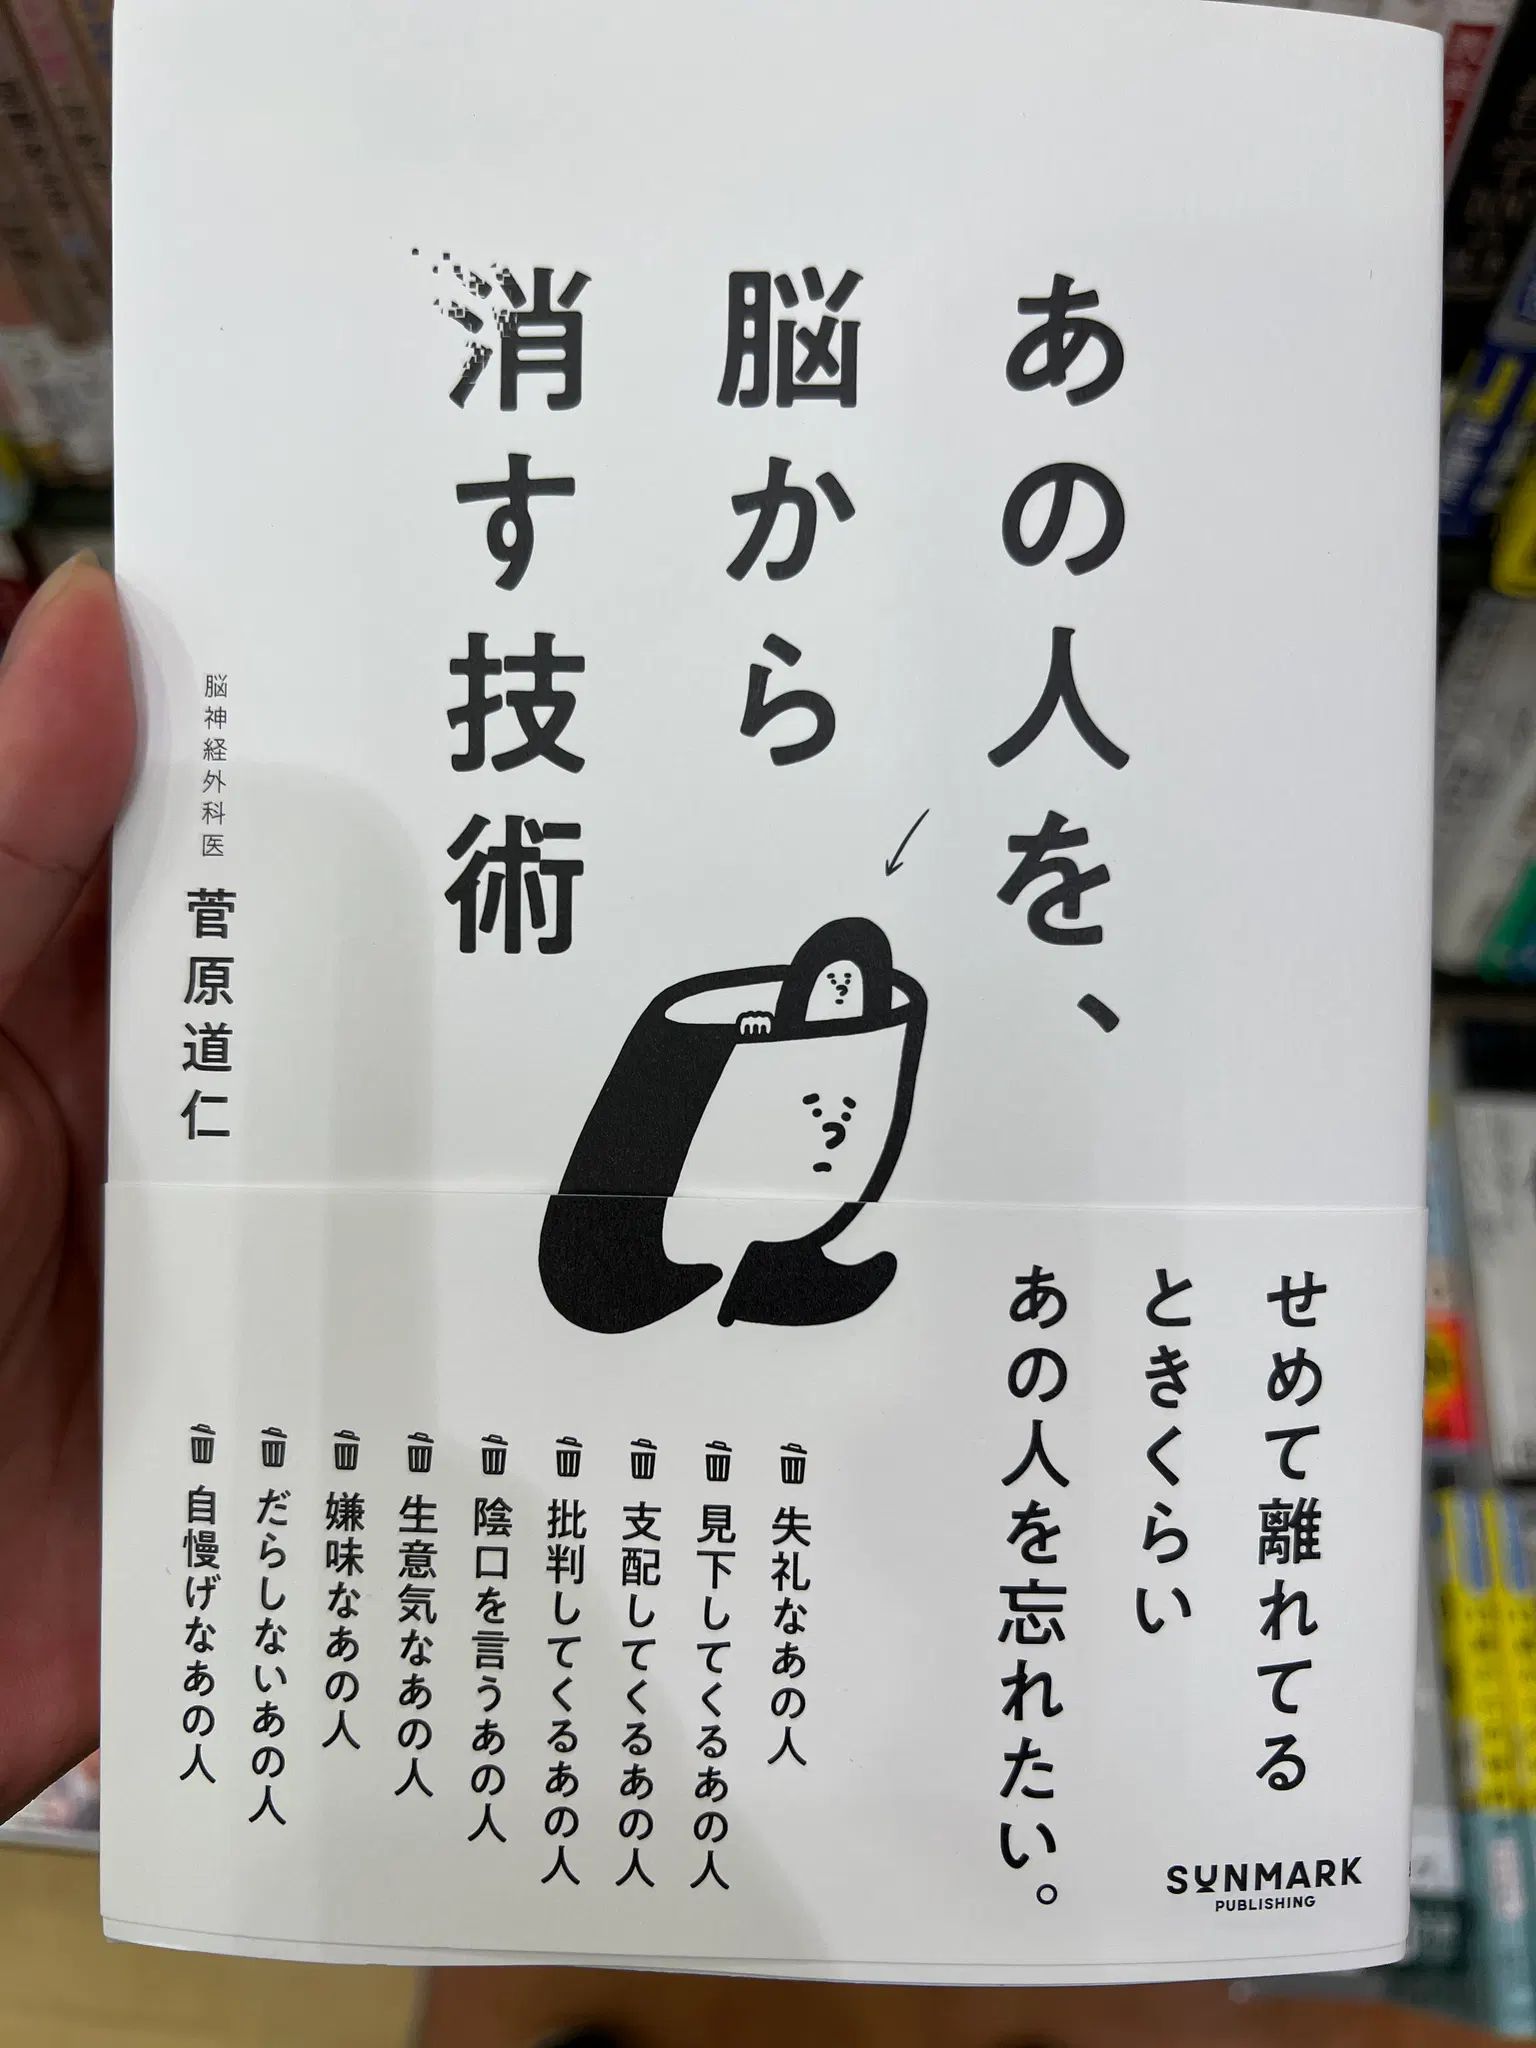 あの人を、
脳から
消す技術
脳神経外科医 菅原道仁
せめて離れてる
ときくらい
あの人を忘れたい。
失礼なあの人
見下してくるあの人
支配してくるあの人
批判してくるあの人
陰口を言うあの人
生意気なあの人
嫌味なあの人
だらしないあの人
自慢げなあの人
SUNMARK
PUBLISHING